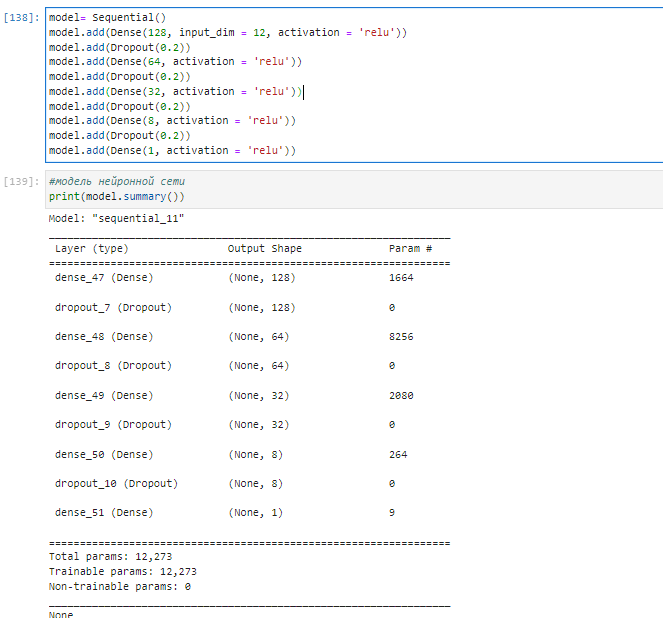 [138]: model= Sequential()
model.add(Dense(128, input_dim = 12, activation = 'relu'))
model.add(Dropout(0.2))
model.add(Dense(64, activation = 'relu'))
model.add(Dropout(0.2))
model.add(Dense(32, activation = 'relu'))
model.add(Dropout(0.2))
model.add(Dense(8, activation = 'relu'))
model.add(Dropout(0.2))
model.add(Dense(1, activation = 'relu'))
[139]: #модель нейронной сети
print(model.summary())
Model: "sequential_11"
Layer (type) Output Shape Param #
dense_47 (Dense) (None, 128) 1664
dropout_7 (Dropout) (None, 128) 0
dense_48 (Dense) (None, 64) 8256
dropout_8 (Dropout) (None, 64) 0
dense_49 (Dense) (None, 32) 2080
dropout_9 (Dropout) (None, 32) 0
dense_50 (Dense) (None, 8) 264
dropout_10 (Dropout) (None, 8) 0
dense_51 (Dense) (None, 1) 9
Total params: 12,273
Trainable params: 12,273
Non-trainable params: 0
None